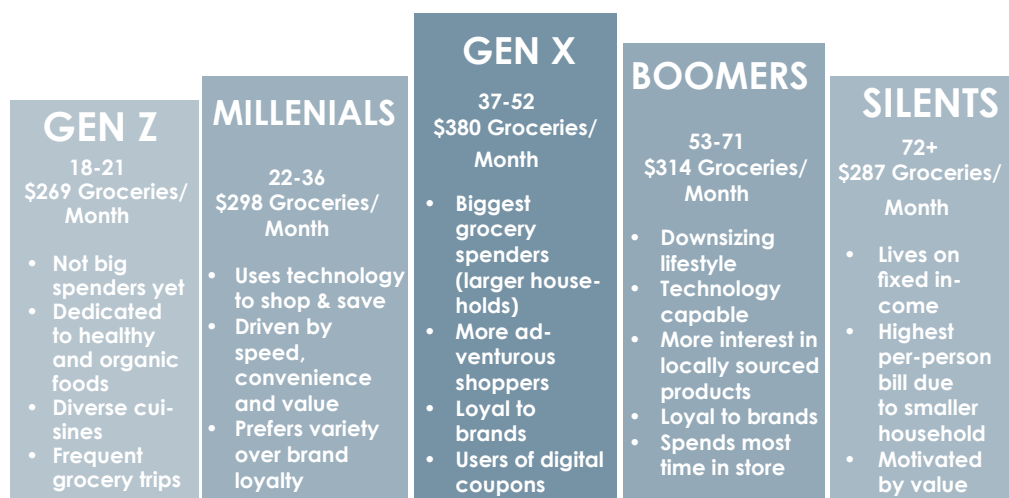 GEN Z
18-21
$269 Groceries/
Month
• Not big
spenders yet
• Dedicated
to healthy
and organic
foods
• Diverse cui-
sines
• Frequent
grocery trips
MILLENIALS
22-36
$298 Groceries/
Month
• Uses technology
to shop & save
• Driven by
speed,
convenience
and value
• Prefers variety
over brand
loyalty
GEN X
37-52
$380 Groceries/
Month
• Biggest
grocery
spenders
(larger house-
holds)
• More ad-
venturous
shoppers
• Loyal to
brands
• Users of digital
coupons
BOOMERS
53-71
$314 Groceries/
Month
• Downsizing
lifestyle
• Technology
capable
• More interest in
locally sourced
products
• Loyal to brands
• Spends most
time in store
SILENTS
72+
$287 Groceries/
Month
• Lives on
fixed in-
come
• Highest
per-person
bill due
to smaller
household
• Motivated
by value